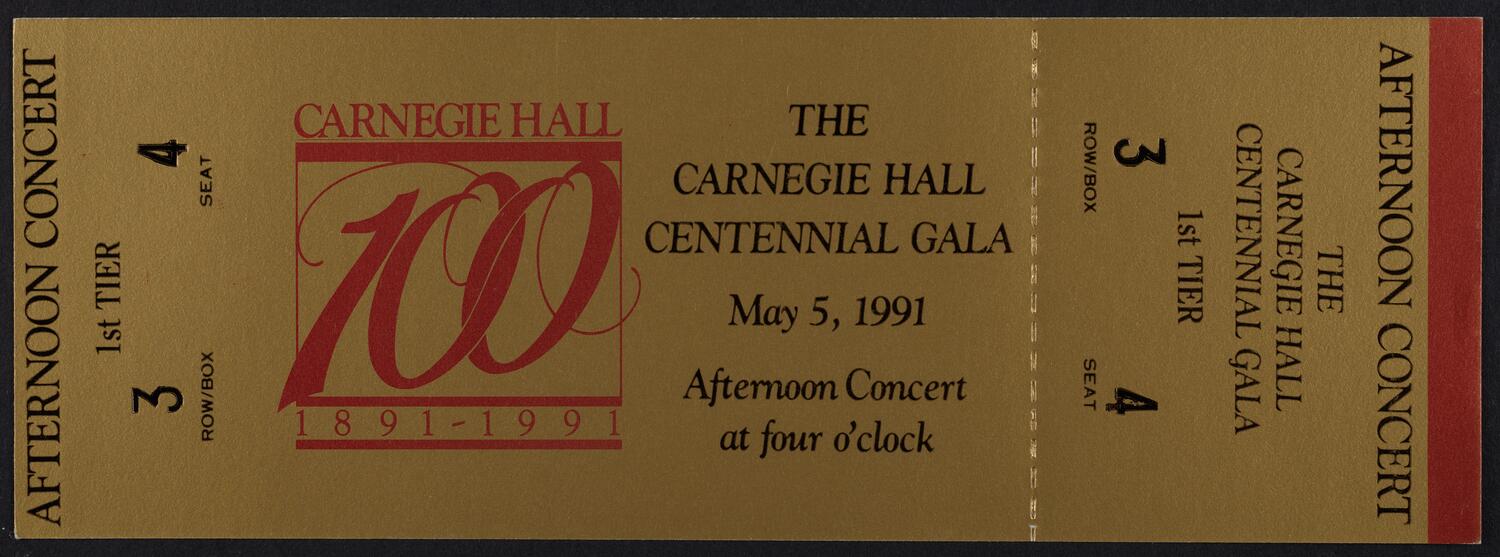 AFTERNOON CONCERT
1st TIER
3
4
ROW/BOX
SEAT
CARNEGIE HALL
100
1891-1991
THE
CARNEGIE HALL
CENTENNIAL GALA
May 5, 1991
Afternoon Concert
at four o'clock
AFTERNOON CONCERT
THE
CARNEGIE HALL
CENTENNIAL GALA
1st TIER
3
4
ROW/BOX
SEAT